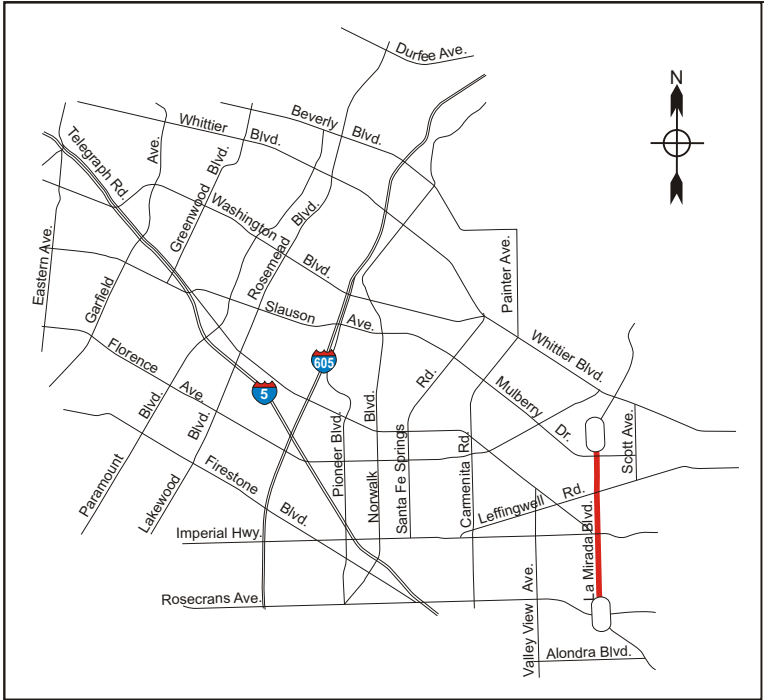 Durfee Ave.
N
Whittier Blvd.
Beverly Blvd.
Telegraph Rd.
Garfield Ave.
Greenwood Blvd.
Washington Blvd.
Rosemead Blvd.
Eastern Ave.
Painter Ave.
Slauson Ave.
Florence Ave.
Whittier Blvd.
605
5
Mulberry Dr.
Santa Fe Springs Rd.
Scott Ave.
Paramount Blvd.
Lakewood Blvd.
Firestone Blvd.
Pioneer Blvd.
Norwalk Blvd.
Carmenita Rd.
Leffingwell Rd.
La Mirada Blvd.
Imperial Hwy.
Rosecrans Ave.
Valley View Ave.
Alondra Blvd.